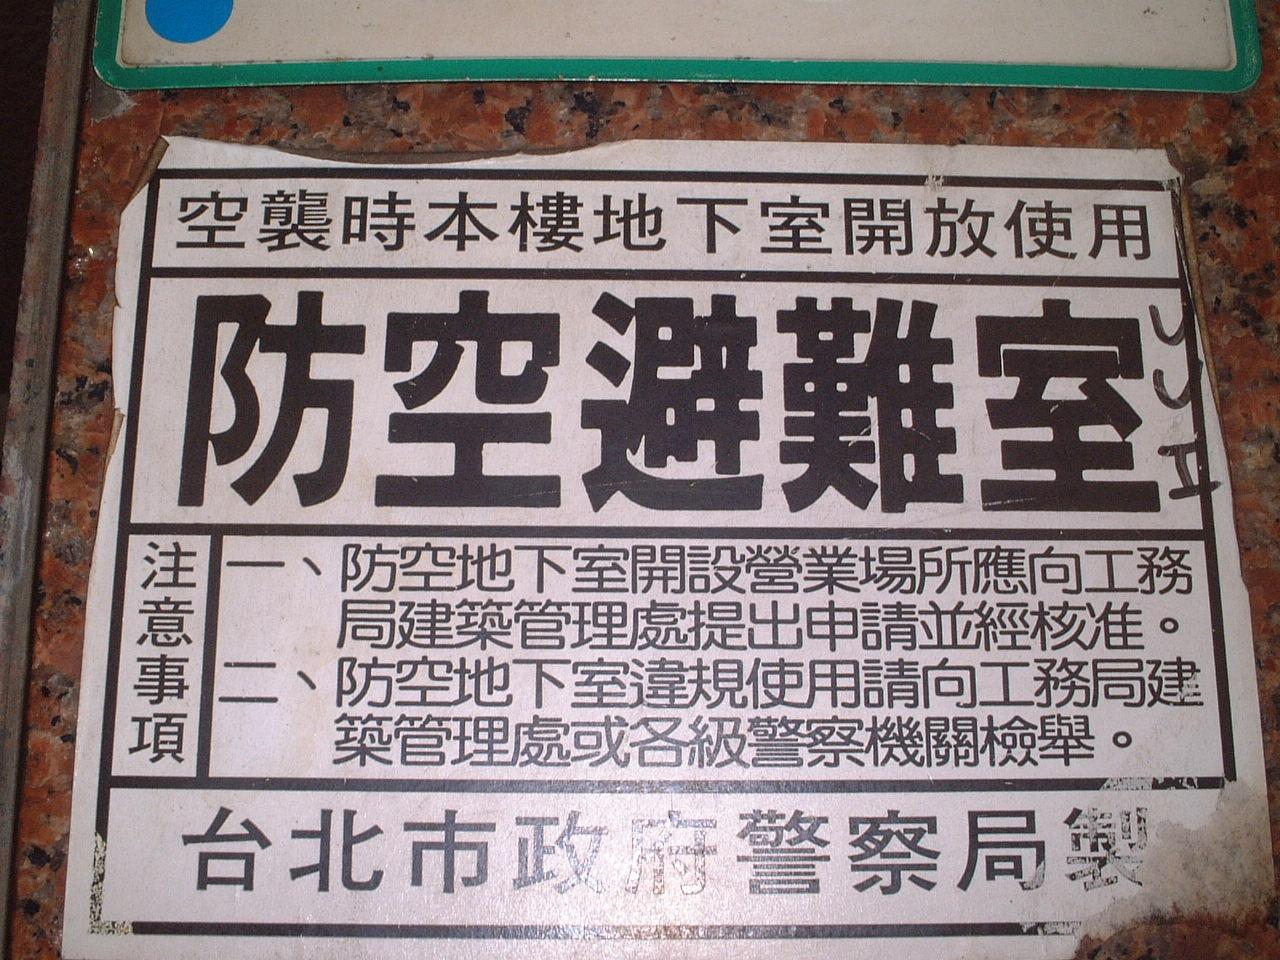 空襲時本樓地下室開放使用
防空避難室
注意事項
一、防空地下室開設營業場所應向工務
局建築管理處提出申請並經核准。
二、防空地下室違規使用請向工務局建
築管理處或各級警察機關檢舉。
台北市政府警察局製